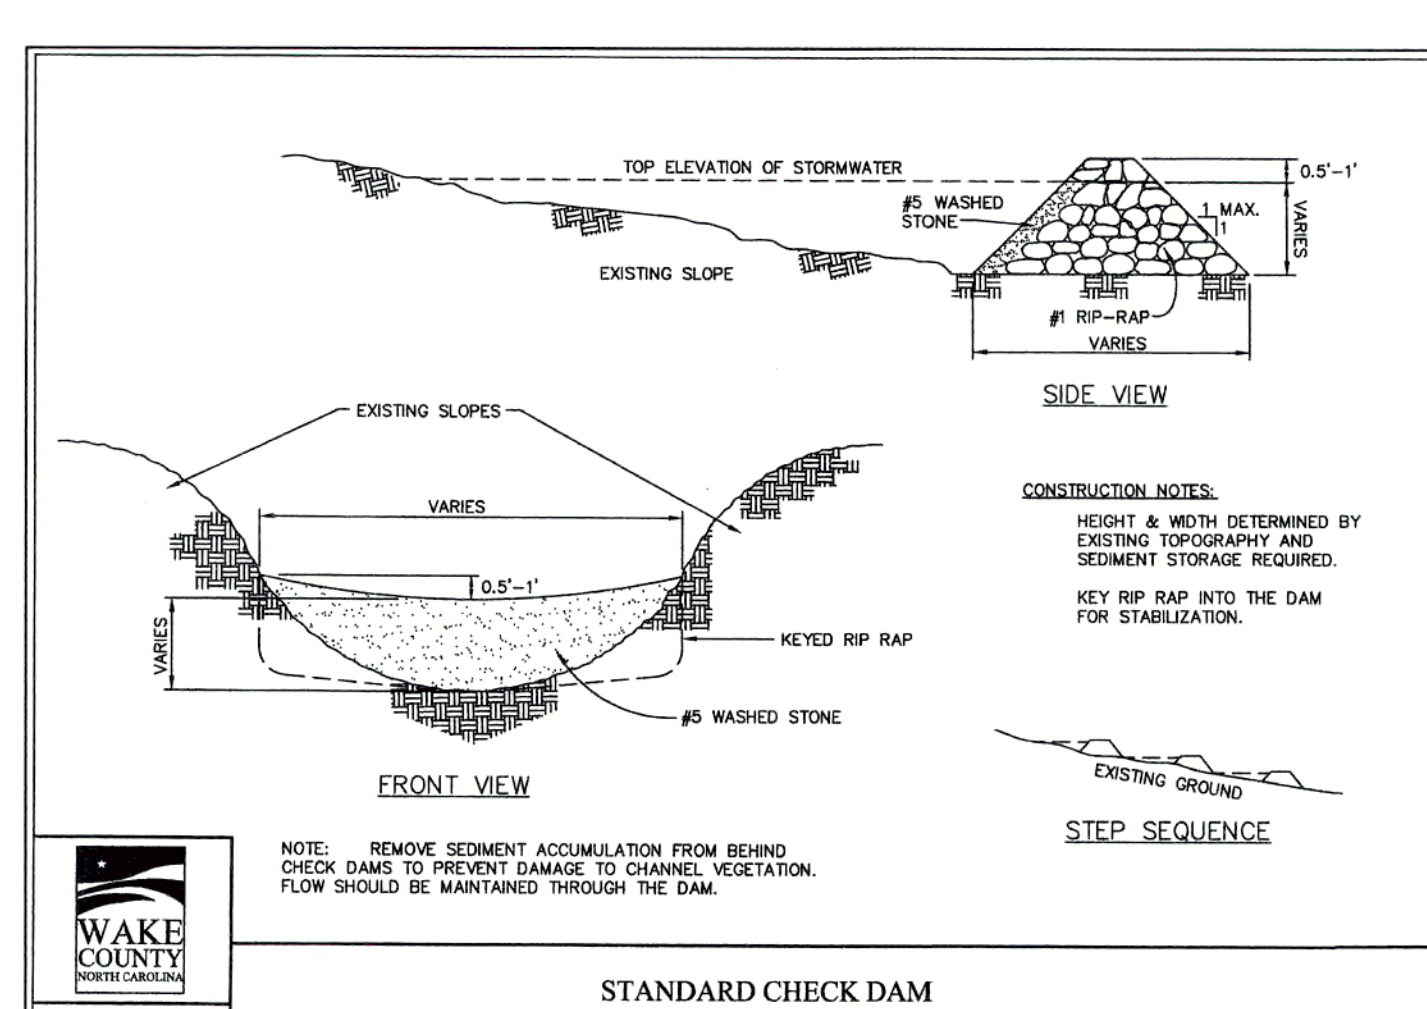 TOP ELEVATION OF STORMWATER
#5 WASHED
STONE
0.5'-1'
1 MAX.
1
VARIES
EXISTING SLOPE
#1 RIP-RAP
VARIES
SIDE VIEW
EXISTING SLOPES
VARIES
0.5'-1'
VARIES
KEYED RIP RAP
#5 WASHED STONE
FRONT VIEW
CONSTRUCTION NOTES:
HEIGHT & WIDTH DETERMINED BY
EXISTING TOPOGRAPHY AND
SEDIMENT STORAGE REQUIRED.
KEY RIP RAP INTO THE DAM
FOR STABILIZATION.
EXISTING GROUND
STEP SEQUENCE
NOTE: REMOVE SEDIMENT ACCUMULATION FROM BEHIND
CHECK DAMS TO PREVENT DAMAGE TO CHANNEL VEGETATION.
FLOW SHOULD BE MAINTAINED THROUGH THE DAM.
WAKE
COUNTY
NORTH CAROLINA
STANDARD CHECK DAM